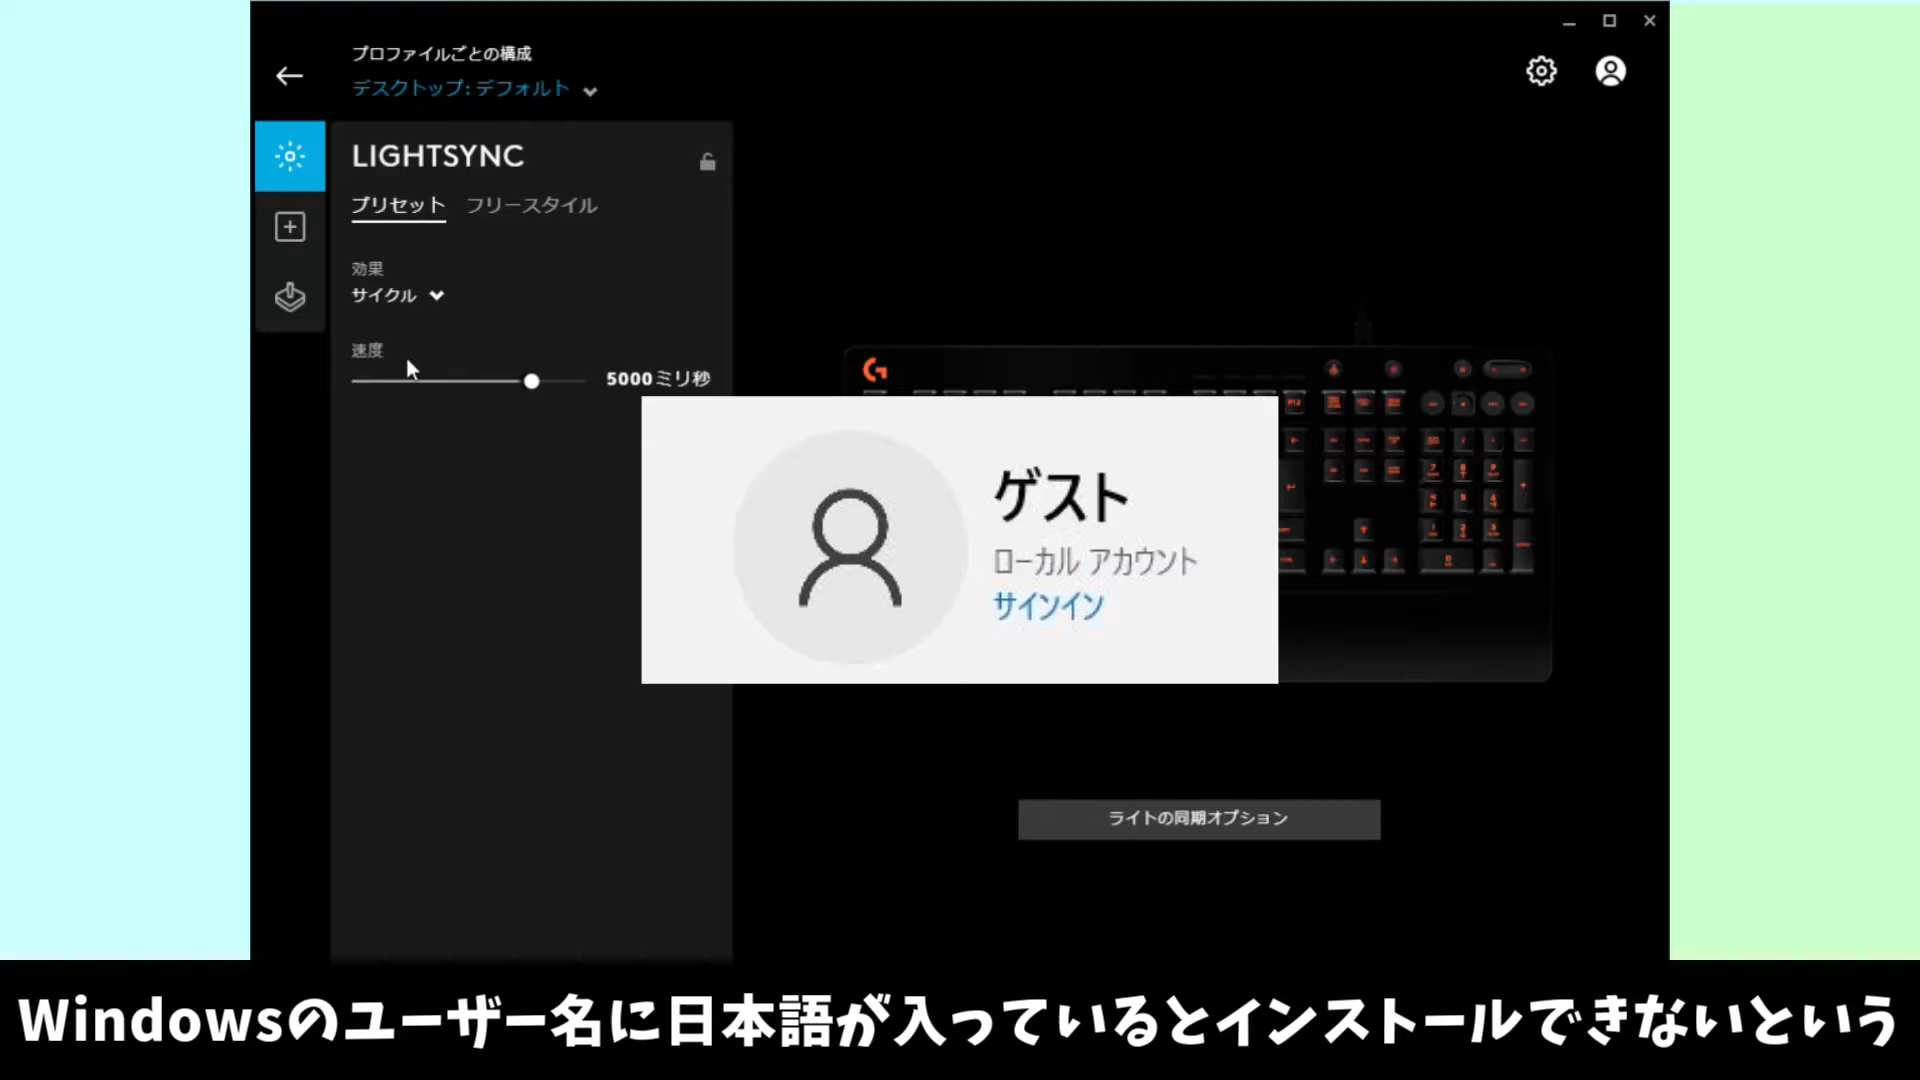 プロファイルごとの構成
デスクトップ: デフォルト
LIGHTSYNC
プリセット フリースタイル
効果
サイクル
速度
5000ミリ秒
ゲスト
ローカル アカウント
サインイン
ライトの同期オプション
Windowsのユーザー名に日本語が入っているとインストールできないという